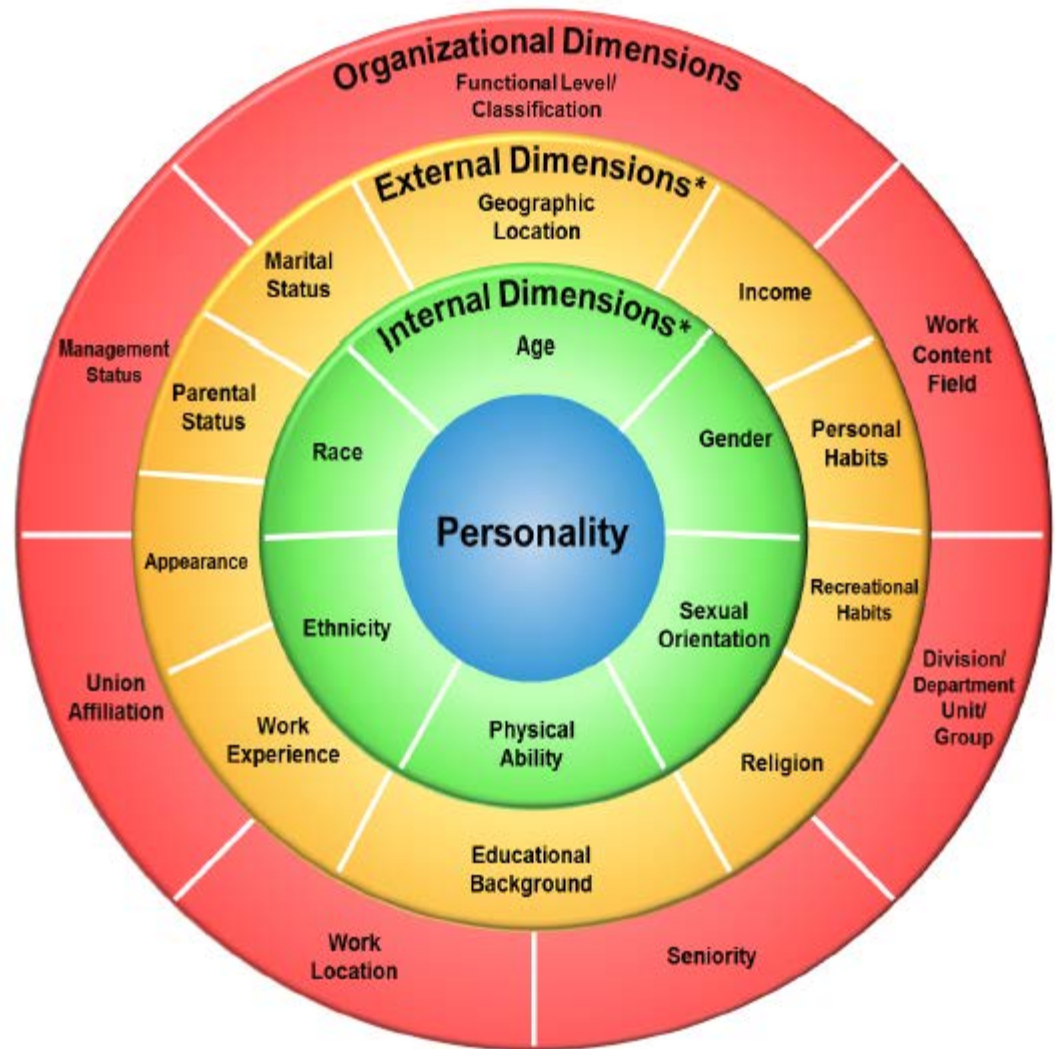 Organizational Dimensions
Functional Level/
Classification
Work
Content
Field
Division/
Department
Unit/
Group
Seniority
Work
Location
Union
Affiliation
Management
Status
External Dimensions*
Geographic
Location
Income
Personal
Habits
Recreational
Habits
Religion
Educational
Background
Work
Experience
Appearance
Parental
Status
Marital
Status
Internal Dimensions*
Age
Gender
Sexual
Orientation
Physical
Ability
Ethnicity
Race
Personality